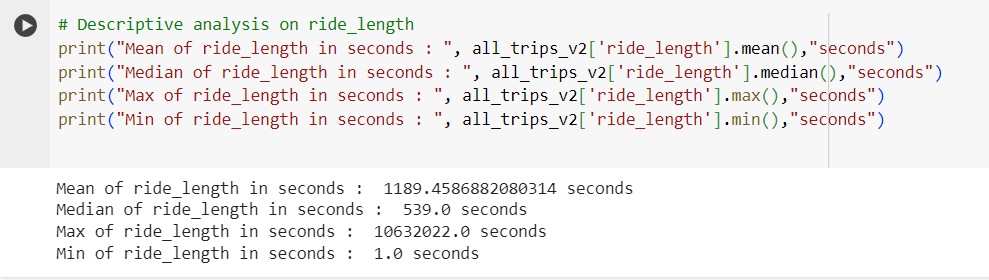 # Descriptive analysis on ride_length
print("Mean of ride_length in seconds : ", all_trips_v2['ride_length'].mean(),"seconds")
print("Median of ride_length in seconds : ", all_trips_v2['ride_length'].median(),"seconds")
print("Max of ride_length in seconds : ", all_trips_v2['ride_length'].max(),"seconds")
print("Min of ride_length in seconds : ", all_trips_v2['ride_length'].min(),"seconds")
Mean of ride_length in seconds :  1189.4586882080314 seconds
Median of ride_length in seconds :  539.0 seconds
Max of ride_length in seconds :  10632022.0 seconds
Min of ride_length in seconds :  1.0 seconds